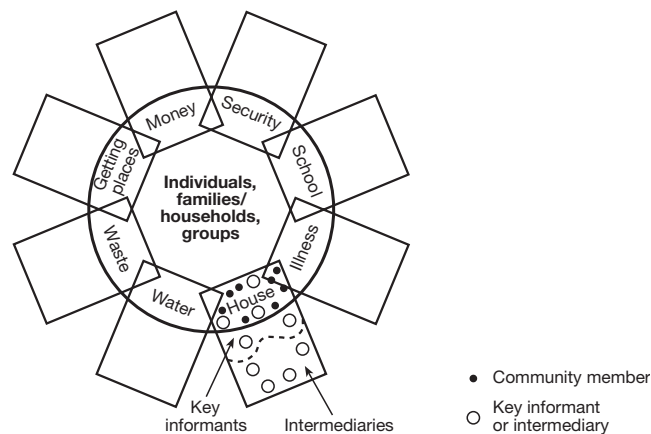 Money
Security
Getting
places
School
Individuals,
families/
households,
groups
Waste
Illness
Water
House
Key
informants
Intermediaries
Community member
Key informant
or intermediary